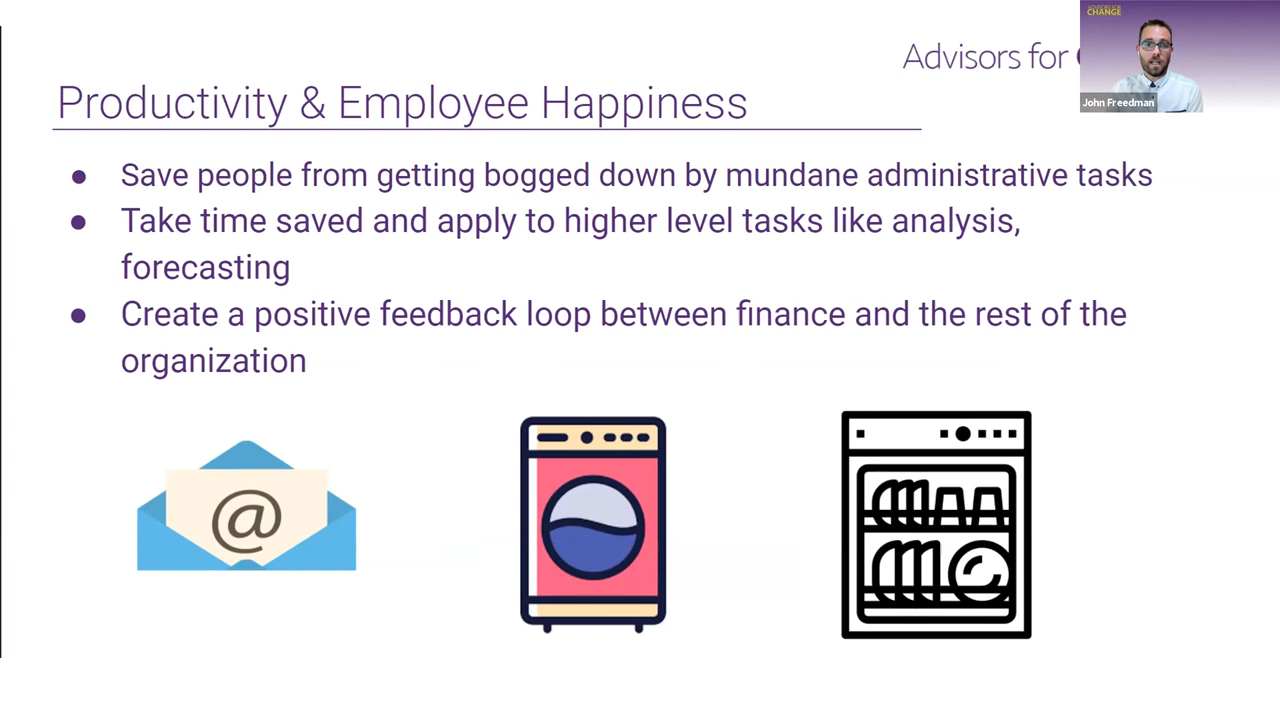 ADVISORS FOR
CHANGE
Advisors for
John Freedman
Productivity & Employee Happiness
● Save people from getting bogged down by mundane administrative tasks
● Take time saved and apply to higher level tasks like analysis,
forecasting
● Create a positive feedback loop between finance and the rest of the
organization
@